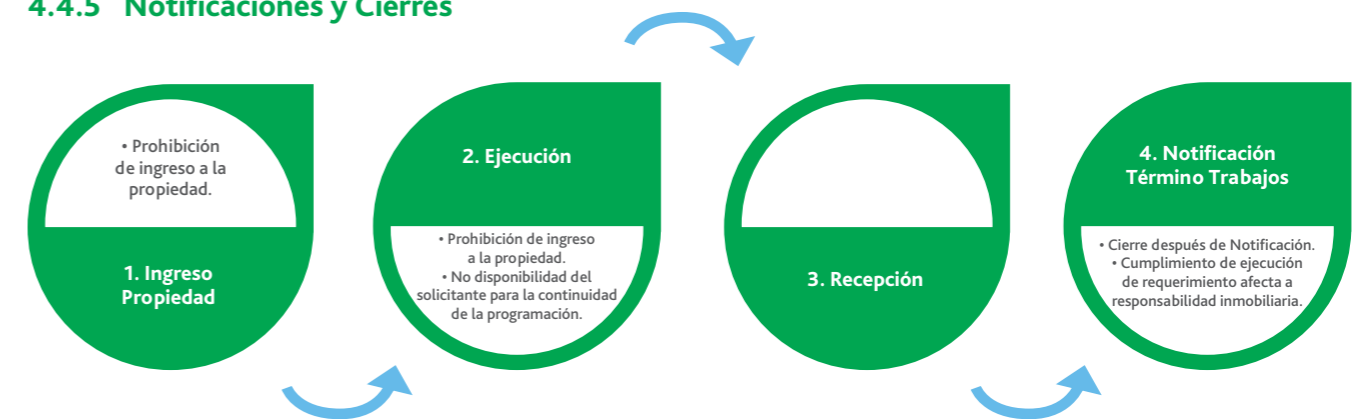 4.4.5 Notificaciones y Cierres
• Prohibición
de ingreso a la
propiedad.
1. Ingreso
Propiedad
2. Ejecución
• Prohibición de ingreso
a la propiedad.
• No disponibilidad del
solicitante para la continuidad
de la programación.
3. Recepción
4. Notificación
Término Trabajos
• Cierre después de Notificación.
• Cumplimiento de ejecución
de requerimiento afecta a
responsabilidad inmobiliaria.